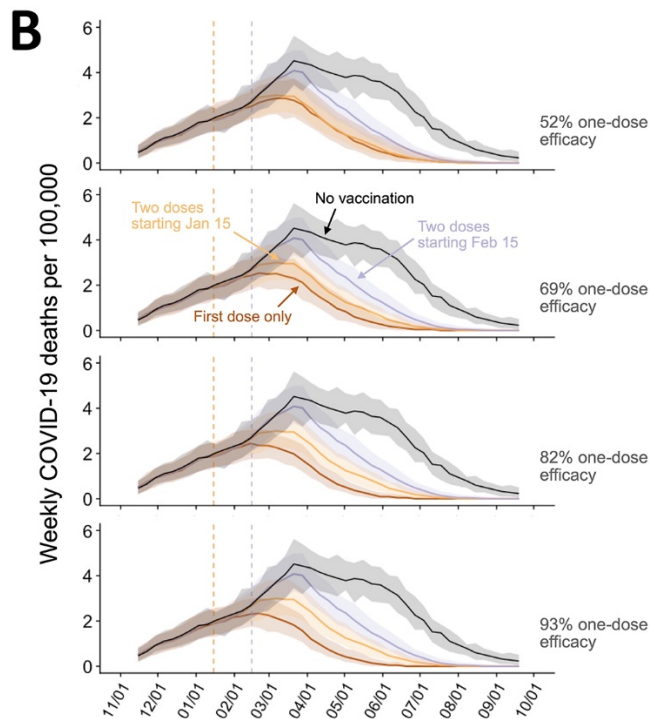 B
Weekly COVID-19 deaths per 100,000
6
4
2
0
52% one-dose
efficacy
6
4
2
0
No vaccination
Two doses
starting Jan 15
Two doses
starting Feb 15
First dose only
69% one-dose
efficacy
6
4
2
0
82% one-dose
efficacy
6
4
2
0
93% one-dose
efficacy
11/01
12/01
01/01
02/01
03/01
04/01
05/01
06/01
07/01
08/01
09/01
10/01